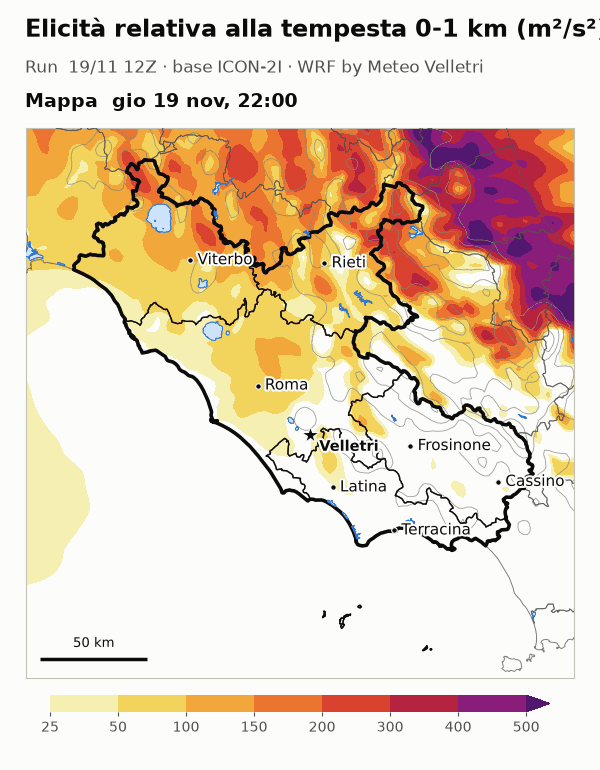 Elicità relativa alla tempesta 0-1 km (m²/s²)
Run 19/11 12Z · base ICON-2I · WRF by Meteo Velletri
Mappa gio 19 nov, 22:00
Viterbo
Rieti
Roma
Velletri
Frosinone
Latina
Cassino
Terracina
50 km
25 50 100 150 200 300 400 500